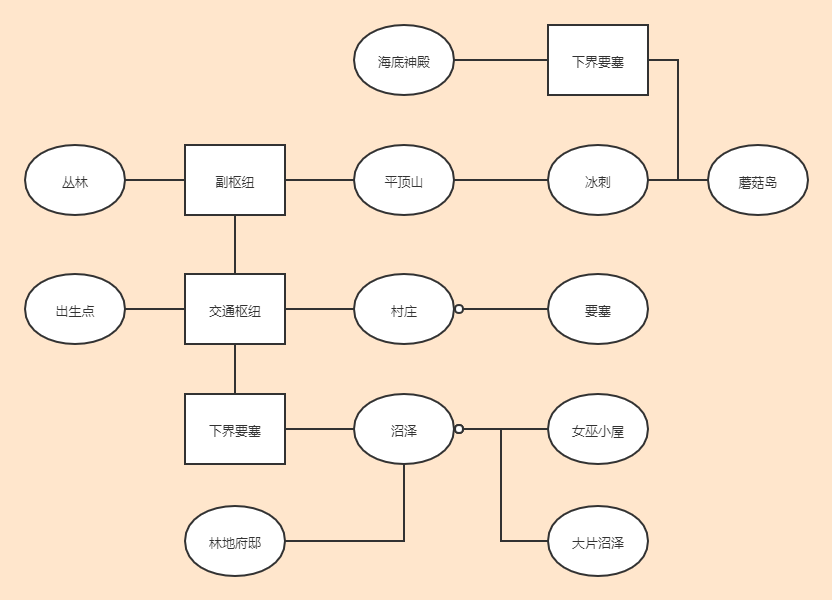 海底神殿
下界要塞
丛林
副枢纽
平顶山
冰刺
蘑菇岛
出生点
交通枢纽
村庄
要塞
下界要塞
沼泽
女巫小屋
林地府邸
大片沼泽